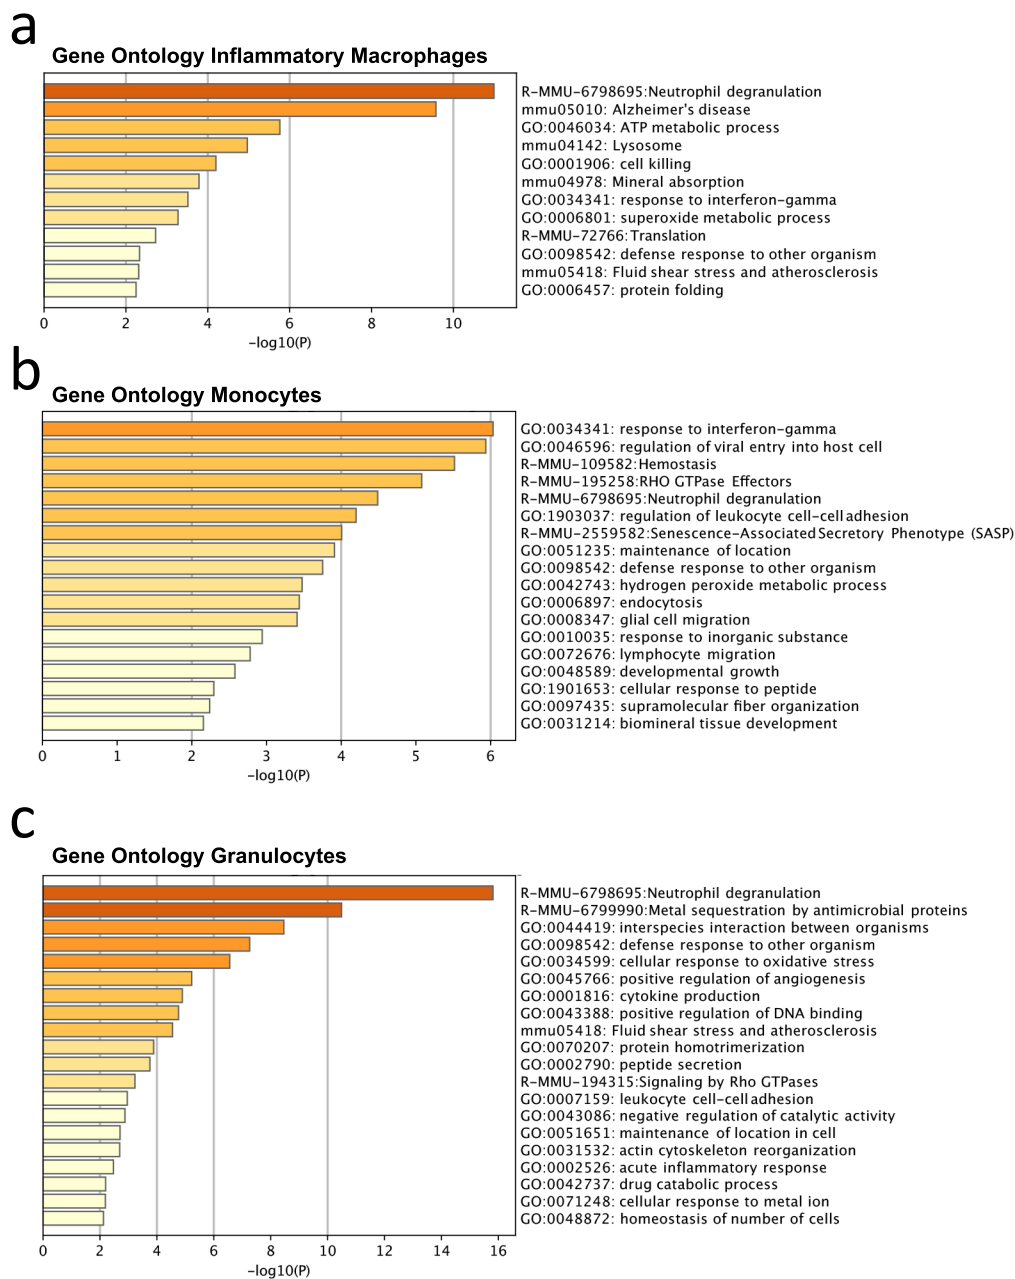 a
Gene Ontology Inflammatory Macrophages
R-MMU-6798695:Neutrophil degranulation
mmu05010: Alzheimer's disease
GO:0046034: ATP metabolic process
mmu04142: Lysosome
GO:0001906: cell killing
mmu04978: Mineral absorption
GO:0034341: response to interferon-gamma
GO:0006801: superoxide metabolic process
R-MMU-72766:Translation
GO:0098542: defense response to other organism
mmu05418: Fluid shear stress and atherosclerosis
GO:0006457: protein folding
0 2 4 6 8 10
-log10(P)
b
Gene Ontology Monocytes
GO:0034341: response to interferon-gamma
GO:0046596: regulation of viral entry into host cell
R-MMU-109582:Hemostasis
R-MMU-195258:RHO GTPase Effectors
R-MMU-6798695:Neutrophil degranulation
GO:1903037: regulation of leukocyte cell-cell adhesion
R-MMU-2559582:Senescence-Associated Secretory Phenotype (SASP)
GO:0051235: maintenance of location
GO:0098542: defense response to other organism
GO:0042743: hydrogen peroxide metabolic process
GO:0006897: endocytosis
GO:0008347: glial cell migration
GO:0010035: response to inorganic substance
GO:0072676: lymphocyte migration
GO:0048589: developmental growth
GO:1901653: cellular response to peptide
GO:0097435: supramolecular fiber organization
GO:0031214: biomineral tissue development
0 1 2 3 4 5 6
-log10(P)
c
Gene Ontology Granulocytes
R-MMU-6798695:Neutrophil degranulation
R-MMU-6799990:Metal sequestration by antimicrobial proteins
GO:0044419: interspecies interaction between organisms
GO:0098542: defense response to other organism
GO:0034599: cellular response to oxidative stress
GO:0045766: positive regulation of angiogenesis
GO:0001816: cytokine production
GO:0043388: positive regulation of DNA binding
mmu05418: Fluid shear stress and atherosclerosis
GO:0070207: protein homotrimerization
GO:0002790: peptide secretion
R-MMU-194315:Signaling by Rho GTPases
GO:0007159: leukocyte cell-cell adhesion
GO:0043086: negative regulation of catalytic activity
GO:0051651: maintenance of location in cell
GO:0031532: actin cytoskeleton reorganization
GO:0002526: acute inflammatory response
GO:0042737: drug catabolic process
GO:0071248: cellular response to metal ion
GO:0048872: homeostasis of number of cells
0 2 4 6 8 10 12 14 16
-log10(P)